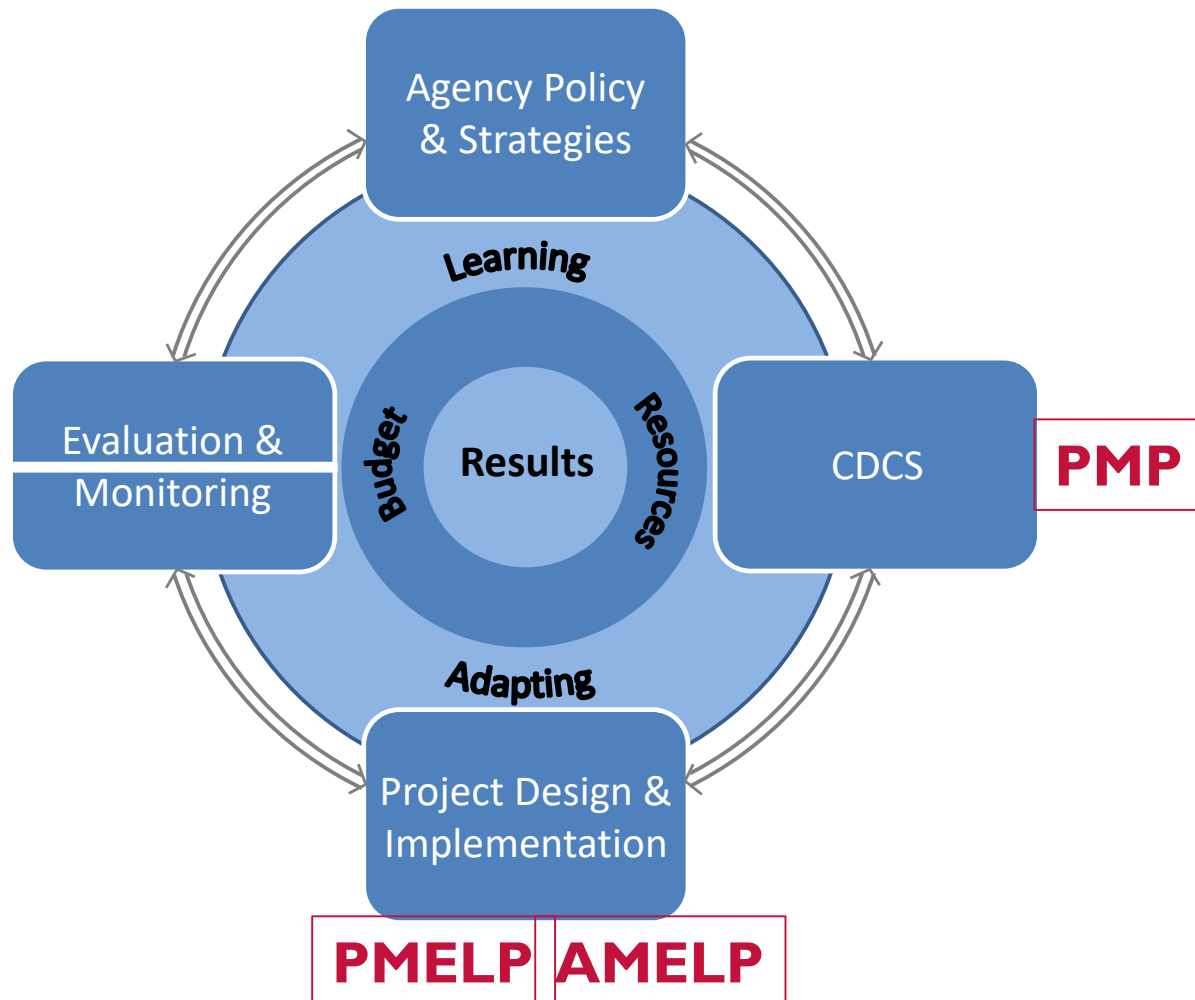 Agency Policy
& Strategies
Learning
Evaluation &
Monitoring
Budget
Results
Resources
CDCS
PMP
Adapting
Project Design &
Implementation
PMELP
AMELP